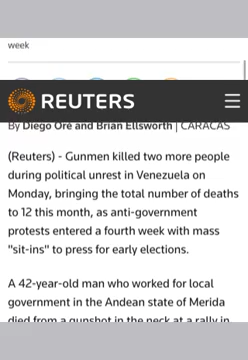 week
REUTERS
By Diego Oré and Brian Ellsworth | CARACAS
(Reuters) - Gunmen killed two more people
during political unrest in Venezuela on
Monday, bringing the total number of deaths
to 12 this month, as anti-government
protests entered a fourth week with mass
"sit-ins" to press for early elections.
A 42-year-old man who worked for local
government in the Andean state of Merida
died from a gunshot in the neck at a rally in